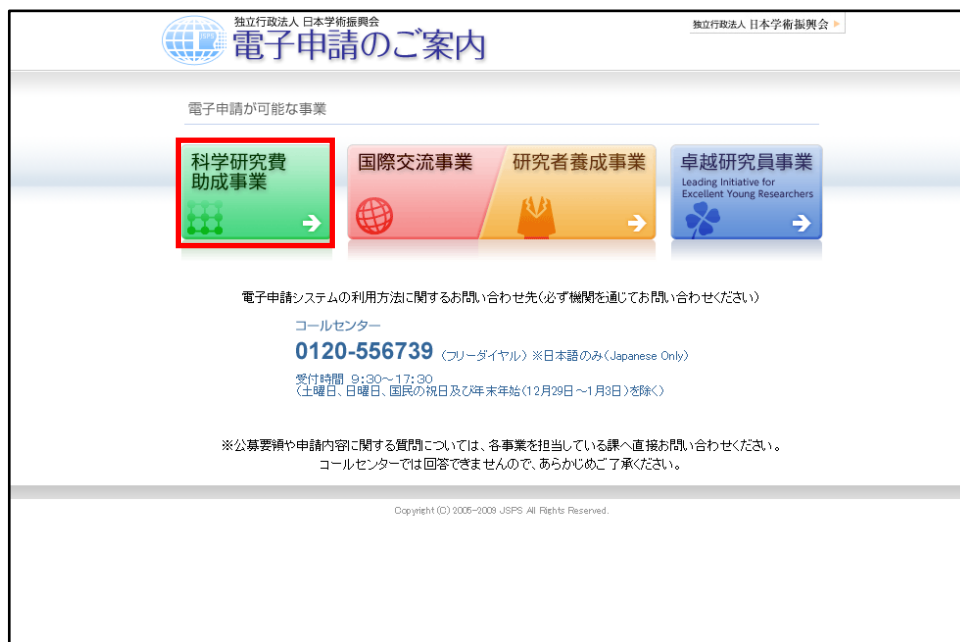 独立行政法人 日本学術振興会
電子申請のご案内
JSPS
独立行政法人 日本学術振興会
電子申請が可能な事業
科学研究費
助成事業
国際交流事業
研究者養成事業
卓越研究員事業
Leading Initiative for
Excellent Young Researchers
電子申請システムの利用方法に関するお問い合わせ先(必ず機関を通じてお問い合わせください)
コールセンター
0120-556739 (フリーダイヤル) ※日本語のみ(Japanese Only)
受付時間 9:30~17:30
(土曜日、日曜日、国民の祝日及び年末年始(12月29日~1月3日)を除く)
※公募要領や申請内容に関する質問については、各事業を担当している課へ直接お問い合わせください。
コールセンターでは回答できませんので、あらかじめご了承ください。
Copyright (C) 2005-2009 JSPS All Rights Reserved.